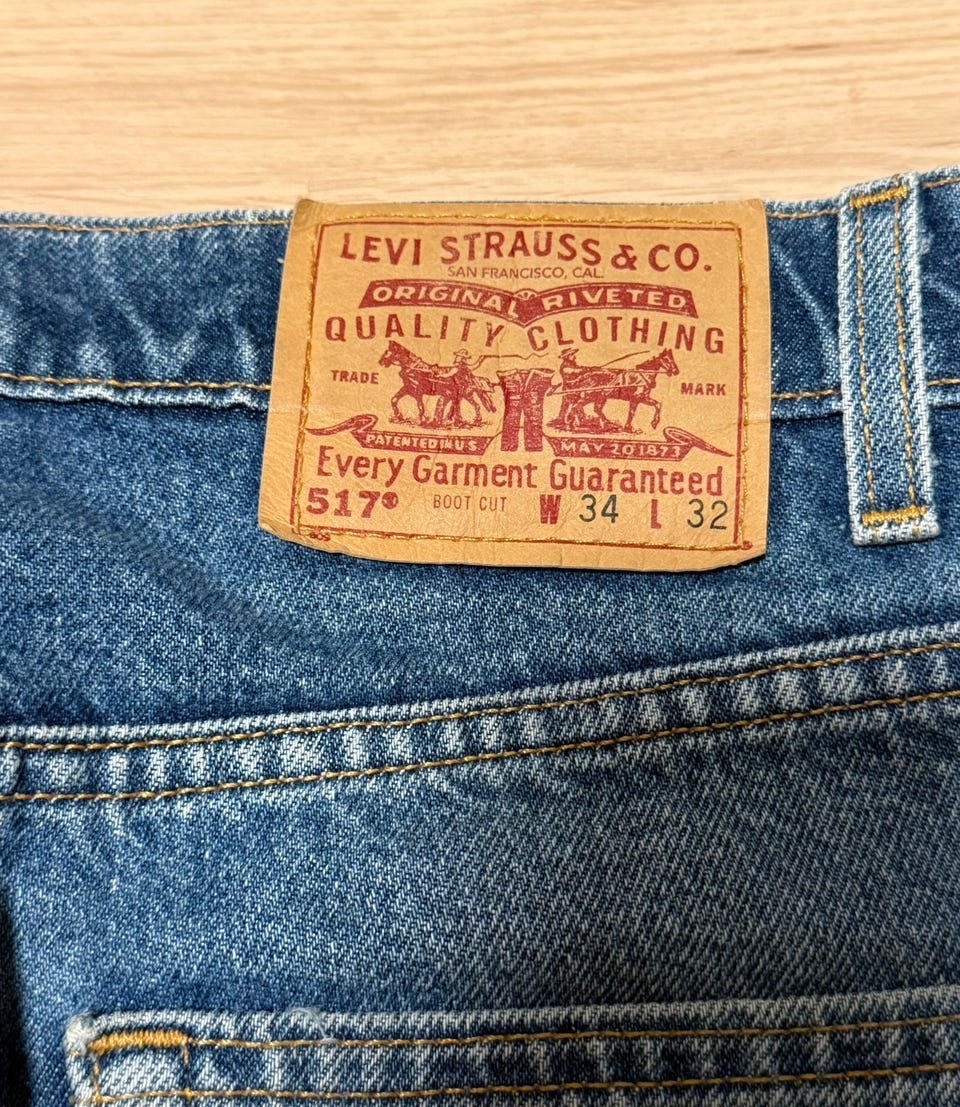 LEVI STRAUSS & CO.
SAN FRANCISCO, CAL.
ORIGINAL RIVETED
QUALITY CLOTHING
TRADE MARK
PATENTED IN U.S. MAY 20 1873
Every Garment Guaranteed
517® BOOT CUT W 34 L 32